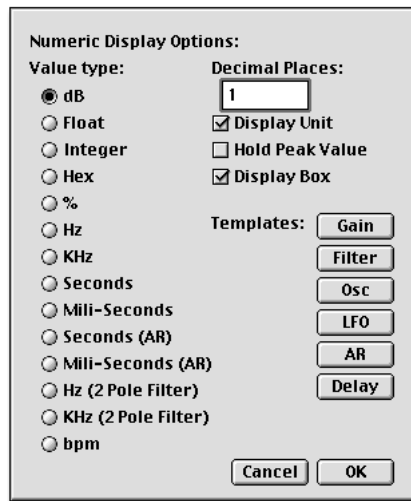 Numeric Display Options:
Value type:
dB
Float
Integer
Hex
%
Hz
KHz
Seconds
Mili-Seconds
Seconds (AR)
Mili-Seconds (AR)
Hz (2 Pole Filter)
KHz (2 Pole Filter)
bpm
Decimal Places:
1
Display Unit
Hold Peak Value
Display Box
Templates:
Gain
Filter
Osc
LFO
AR
Delay
Cancel
OK